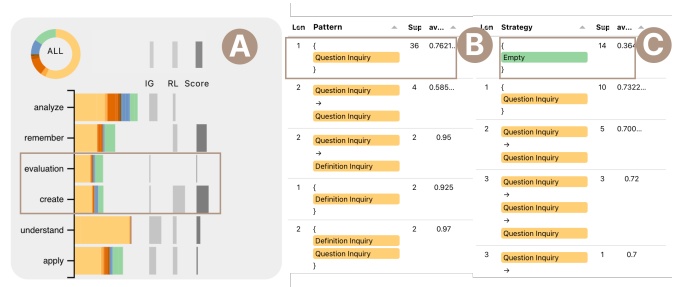 ALL
A
IG RL Score
analyze
remember
evaluation
create
understand
apply
Len Pattern Sup av...
B
1 { 36 0.7621...
Question Inquiry
}
2 Question Inquiry 4 0.585...
→
Question Inquiry
2 Question Inquiry 2 0.95
→
Definition Inquiry
1 { 2 0.925
Definition Inquiry
}
2 { 2 0.97
Definition Inquiry
Question Inquiry
}
Len Strategy Sup av...
C
1 { 14 0.364
Empty
}
1 { 10 0.7322...
Question Inquiry
}
2 Question Inquiry 5 0.700...
→
Question Inquiry
3 Question Inquiry 3 0.72
→
Question Inquiry
→
Question Inquiry
3 Question Inquiry 1 0.7
→